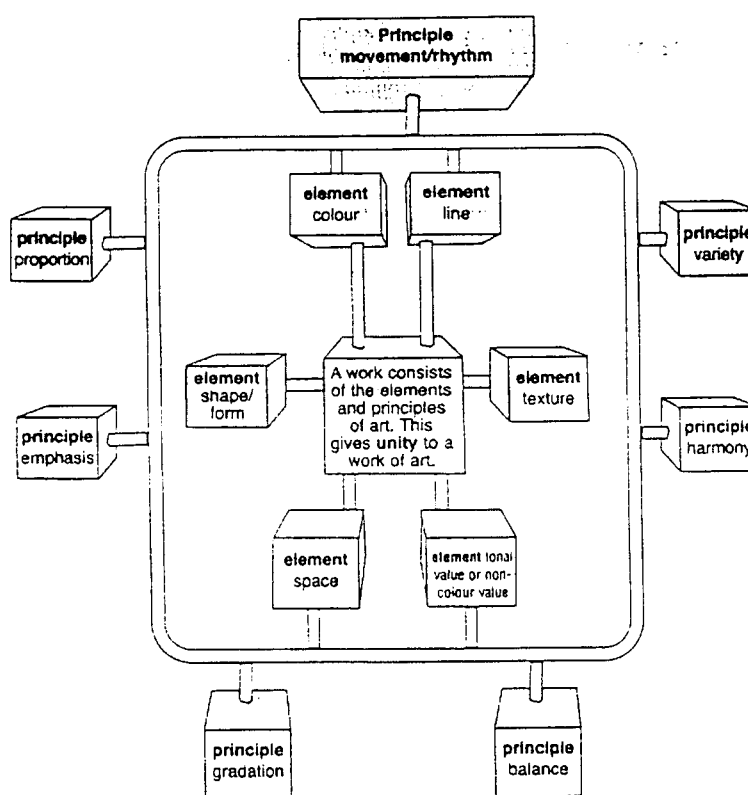 Principle
movement/rhythm
element
colour
element
line
principle
proportion
principle
variety
element
shape/
form
A work consists
of the elements
and principles
of art. This
gives unity to a
work of art.
element
texture
principle
emphasis
principle
harmony
element
space
element tonal
value or non-
colour value
principle
gradation
principle
balance